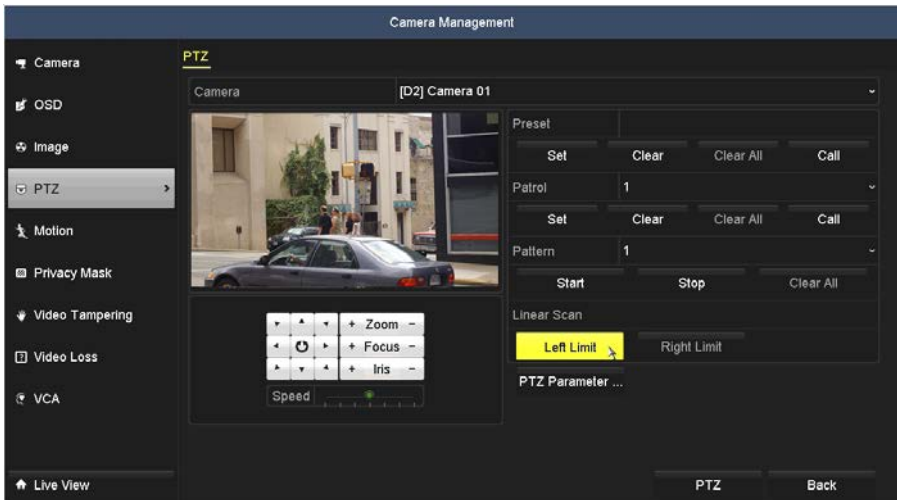 Camera Management
Camera
OSD
Image
PTZ
Motion
Privacy Mask
Video Tampering
Video Loss
VCA
Live View
PTZ
Camera [D2] Camera 01
Preset
Set Clear Clear All Call
Patrol 1
Set Clear Clear All Call
Pattern 1
Start Stop Clear All
Linear Scan
Left Limit Right Limit
PTZ Parameter ...
+ Zoom -
+ Focus -
+ Iris -
Speed
PTZ Back